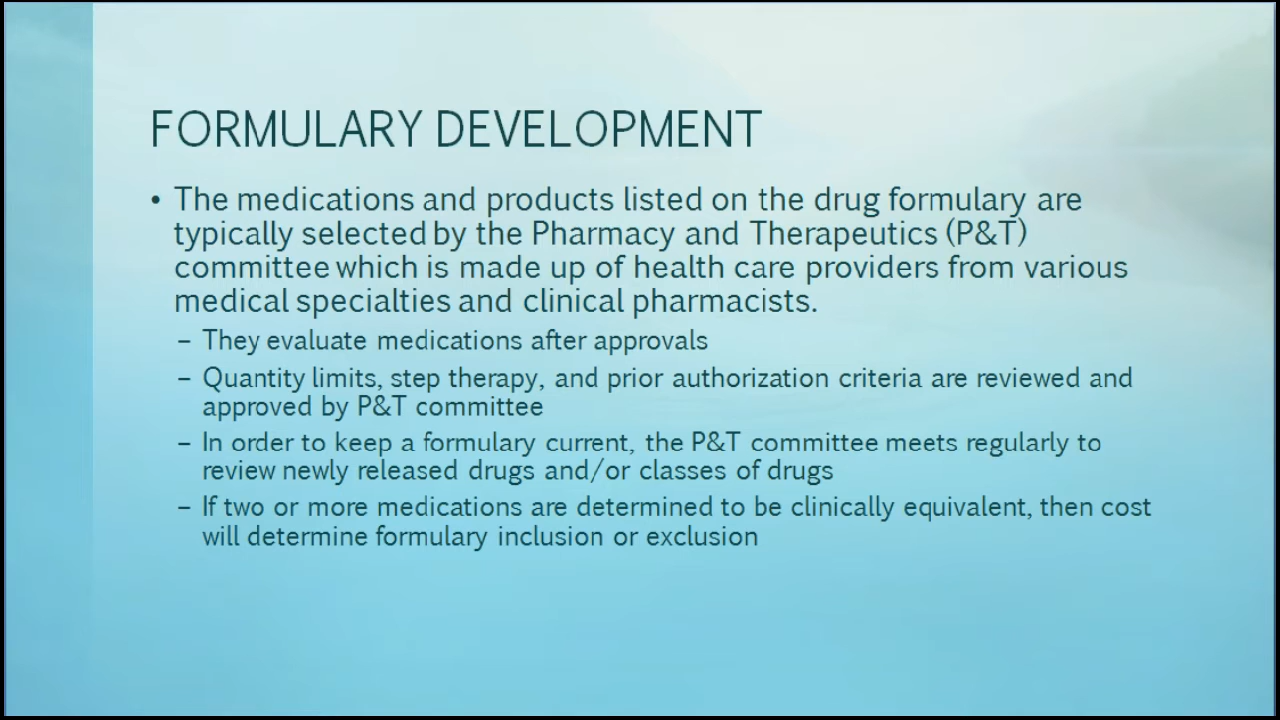 FORMULARY DEVELOPMENT
• The medications and products listed on the drug formulary are
typically selected by the Pharmacy and Therapeutics (P&T)
committee which is made up of health care providers from various
medical specialties and clinical pharmacists.
– They evaluate medications after approvals
– Quantity limits, step therapy, and prior authorization criteria are reviewed and
approved by P&T committee
– In order to keep a formulary current, the P&T committee meets regularly to
review newly released drugs and/or classes of drugs
– If two or more medications are determined to be clinically equivalent, then cost
will determine formulary inclusion or exclusion